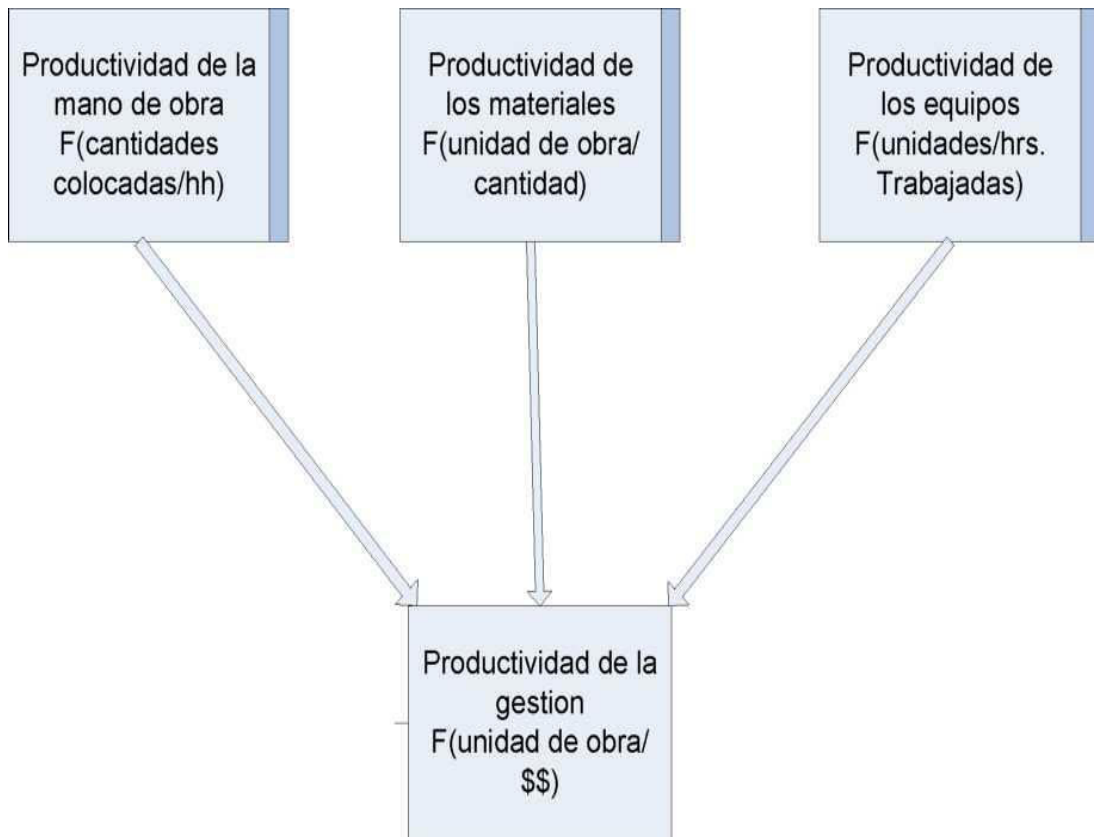 Productividad de la
mano de obra
F(cantidades
colocadas/hh)
Productividad de
los materiales
F(unidad de obra/
cantidad)
Productividad de
los equipos
F(unidades/hrs.
Trabajadas)
Productividad de la
gestion
F(unidad de obra/
$$)